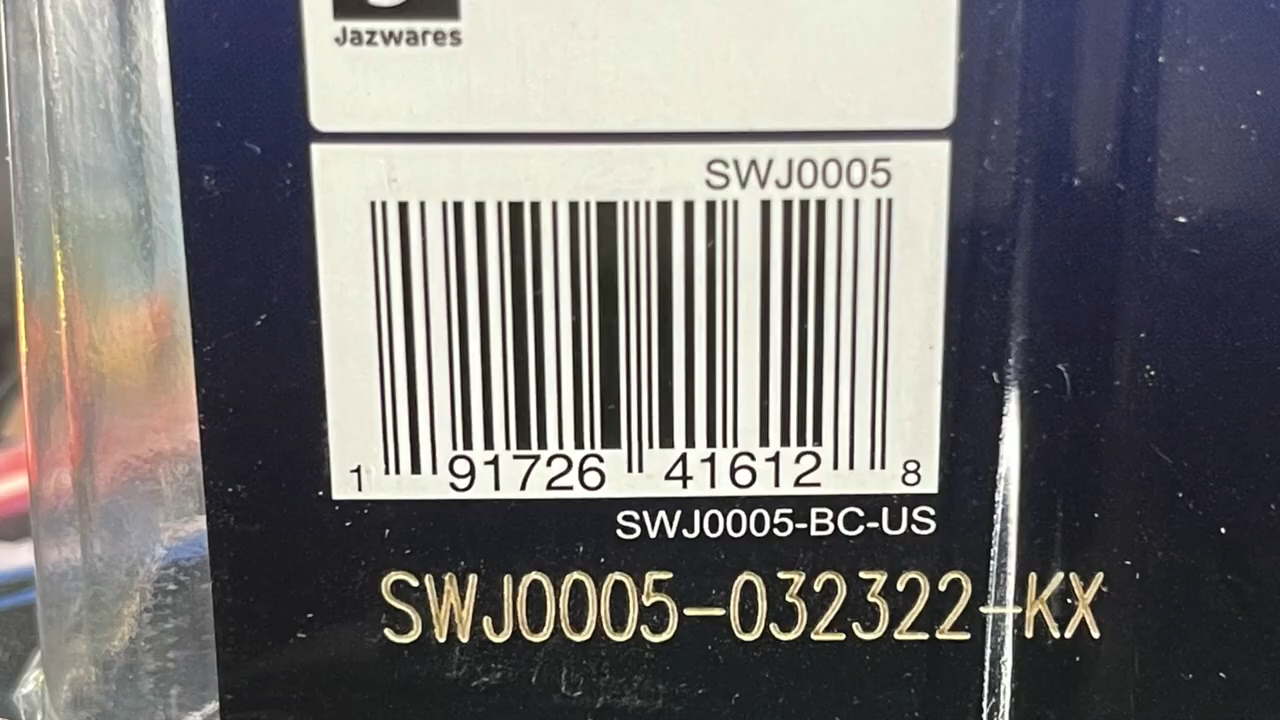 Jazwares
SWJ0005
1 91726 41612 8
SWJ0005-BC-US
SWJ0005-032322-KX